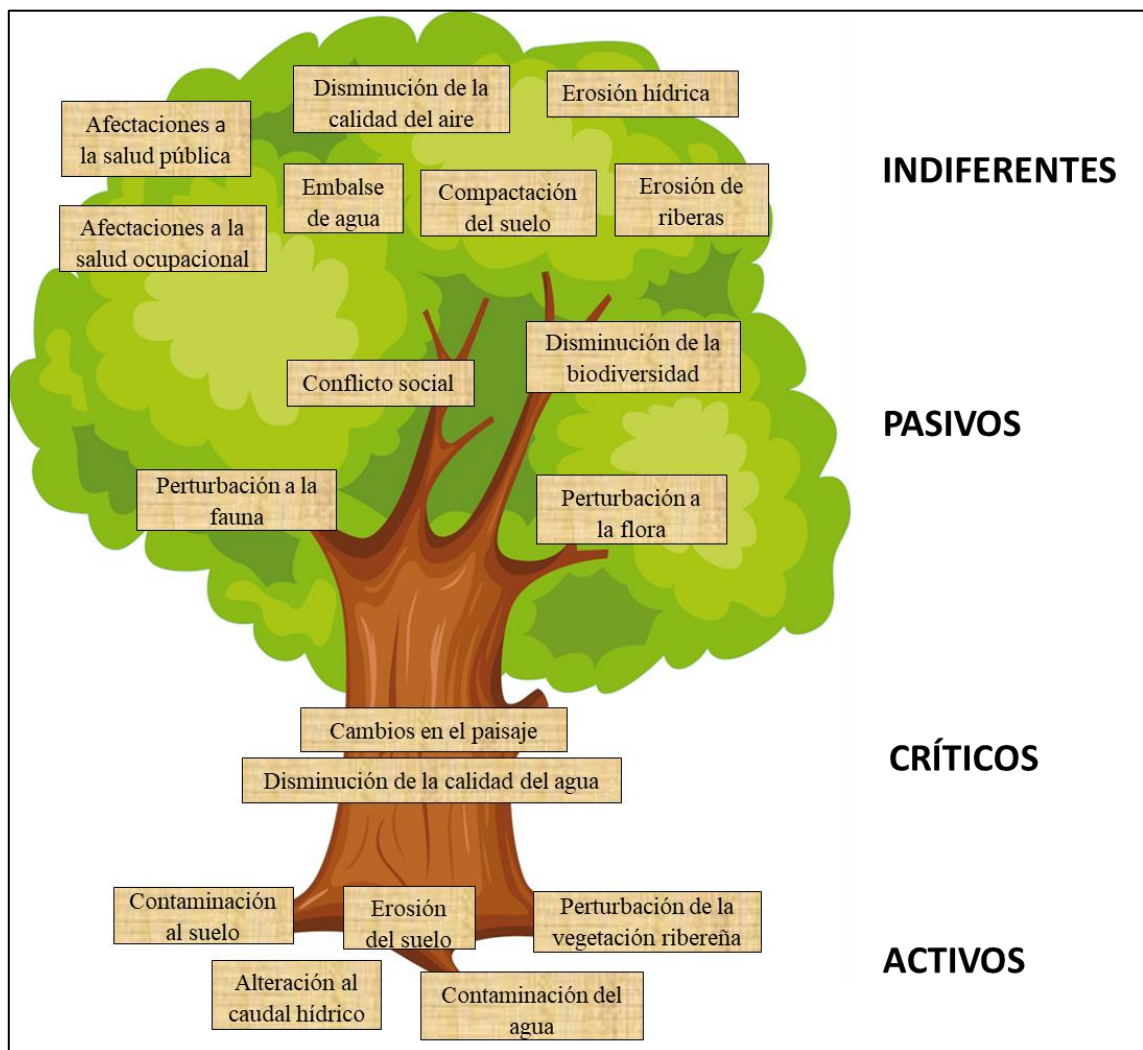 Disminución de la
calidad del aire
Erosión hídrica
Afectaciones a
la salud pública
INDIFERENTES
Embalse
de agua
Compactación
del suelo
Erosión de
riberas
Afectaciones a la
salud ocupacional
Disminución de la
biodiversidad
Conflicto social
PASIVOS
Perturbación a la
fauna
Perturbación a
la flora
Cambios en el paisaje
CRÍTICOS
Disminución de la calidad del agua
Contaminación
al suelo
Erosión
del suelo
Perturbación de la
vegetación ribereña
ACTIVOS
Alteración al
caudal hídrico
Contaminación del
agua